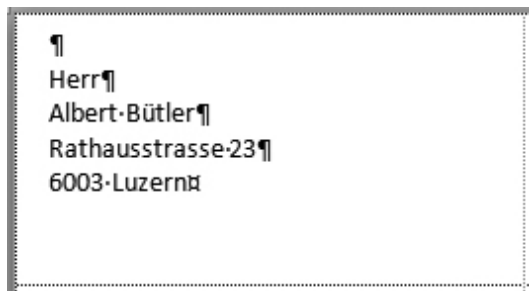 ¶
Herr¶
Albert·Bütler¶
Rathausstrasse·23¶
6003·Luzern¤